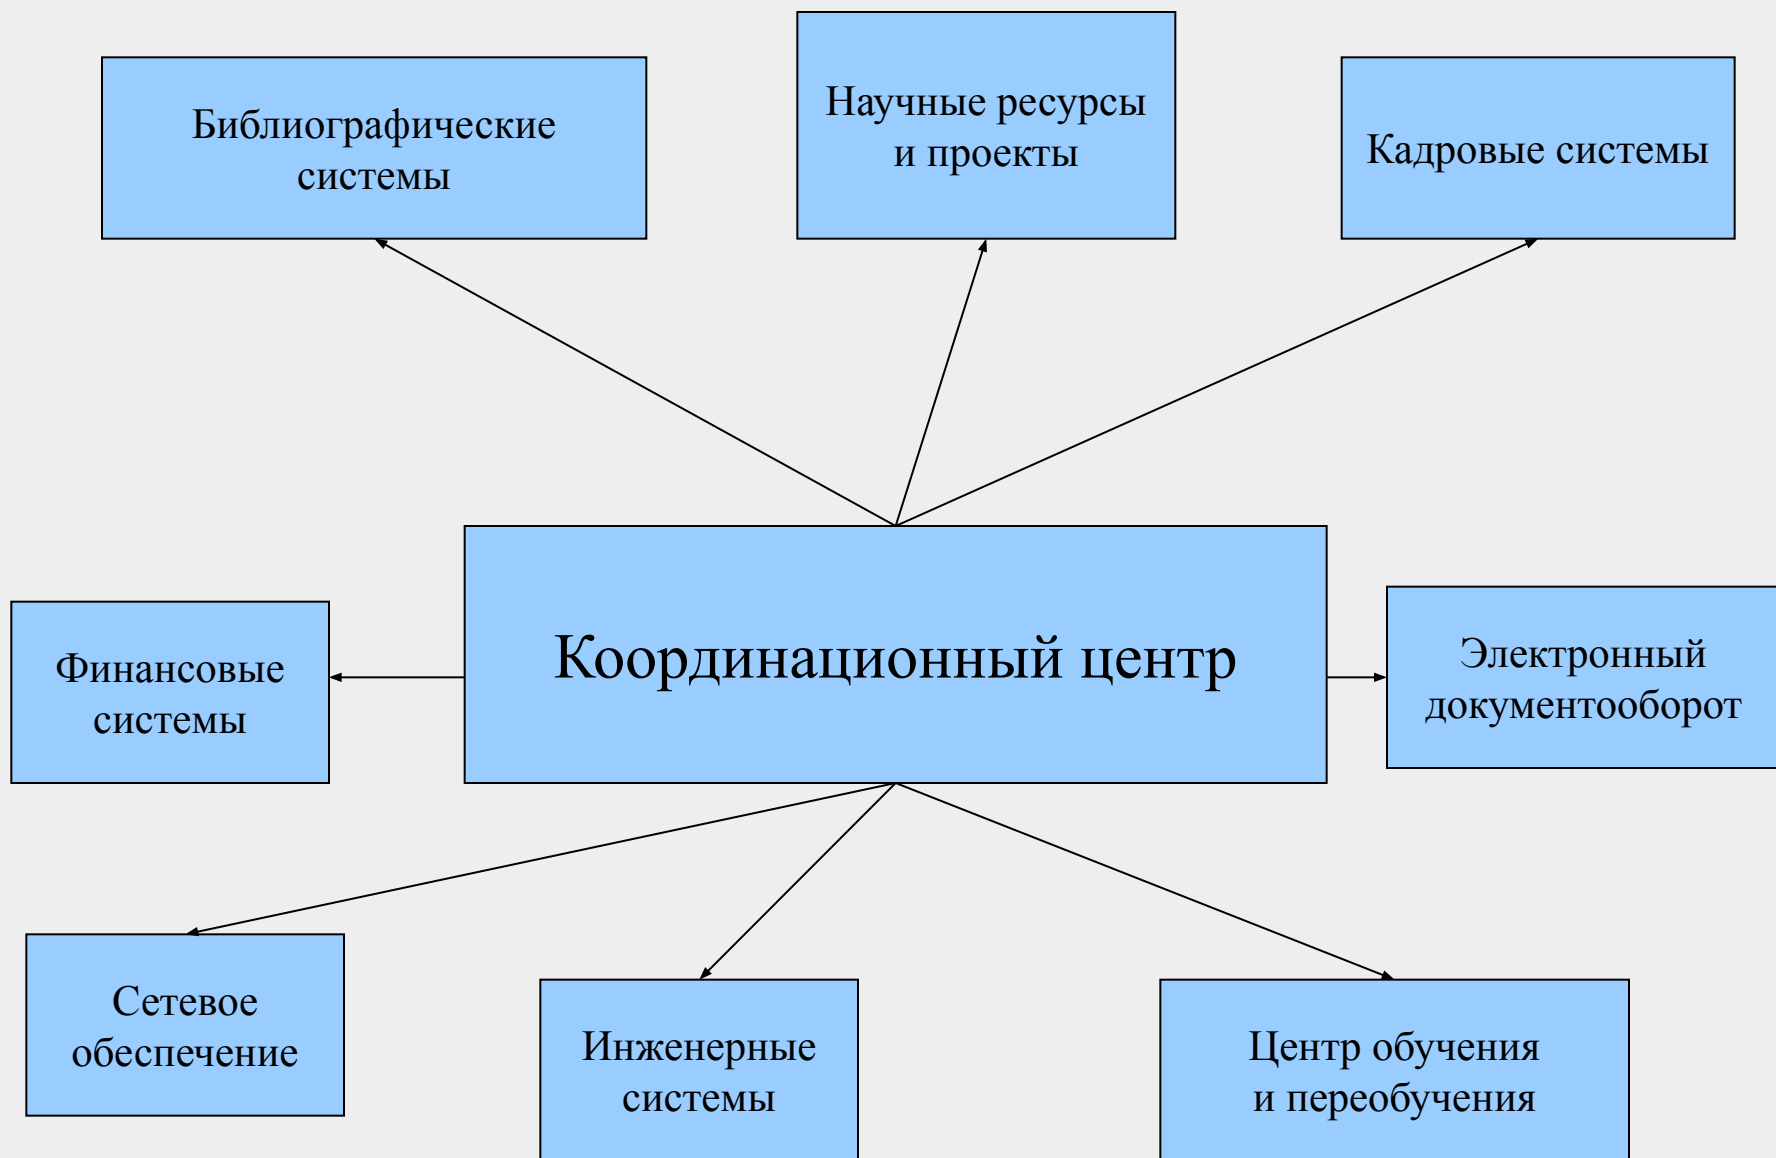 Библиографические
системы
Научные ресурсы
и проекты
Кадровые системы
Финансовые
системы
Координационный центр
Электронный
документооборот
Сетевое
обеспечение
Инженерные
системы
Центр обучения
и переобучения